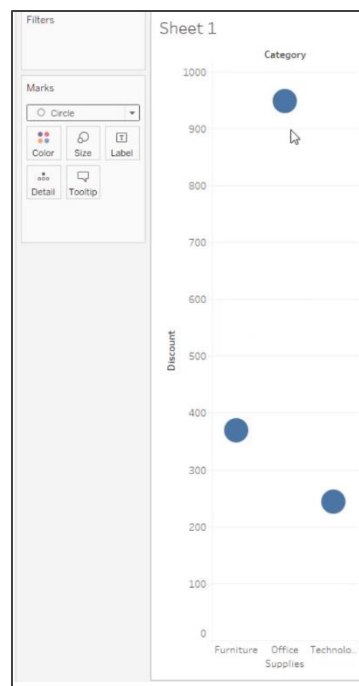 Filters
Marks
Circle
Color Size Label
Detail Tooltip
Sheet 1
Category
1000
900
800
700
600
500
400
300
200
100
0
Discount
Furniture Office Supplies Technolo..